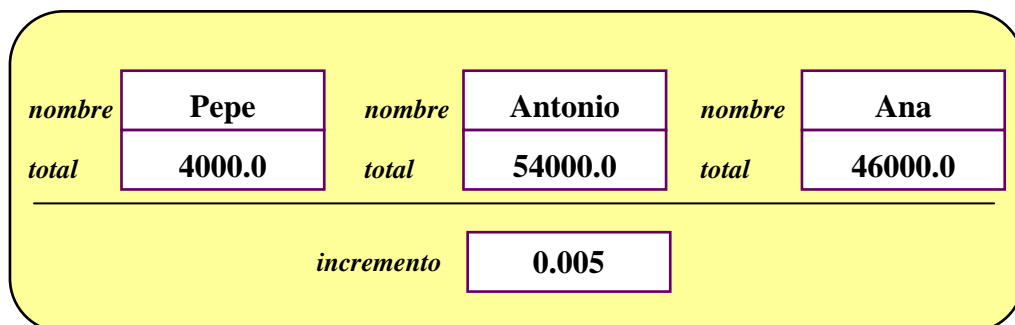 nombre Pepe nombre Antonio nombre Ana
total 4000.0 total 54000.0 total 46000.0
incremento 0.005